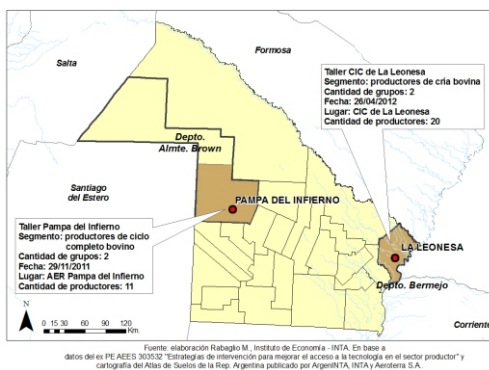 Salta
Formosa
Taller CIC de La Leonesa
Segmento: productores de cría bovina
Cantidad de grupos: 2
Fecha: 26/04/2012
Lugar: CIC de La Leonesa
Cantidad de productores: 20
Depto.
Almte. Brown
Santiago
del Estero
PAMPA DEL INFIERNO
Taller Pampa del Infierno
Segmento: productores de ciclo
completo bovino
Cantidad de grupos: 2
Fecha: 29/11/2011
Lugar: AER Pampa del Infierno
Cantidad de productores: 11
LA LEONESA
Depto. Bermejo
N
0 15 30 60 90 120
Km.
Corriente
Fuente: elaboración Rabaglio M., Instituto de Economía - INTA. En base a
datos del ex PE AEES 303532 "Estrategias de intervención para mejorar el acceso a la tecnología en el sector productor" y
cartografía del Atlas de Suelos de la Rep. Argentina publicado por ArgenINTA, INTA y Aeroterra S.A.